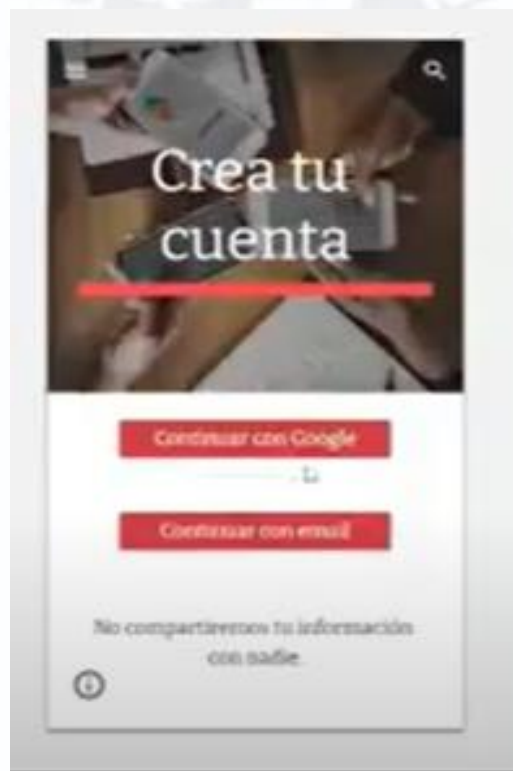 Crea tu
cuenta
Continuar con Google
Continuar con email
No compartiremos tu información
con nadie.